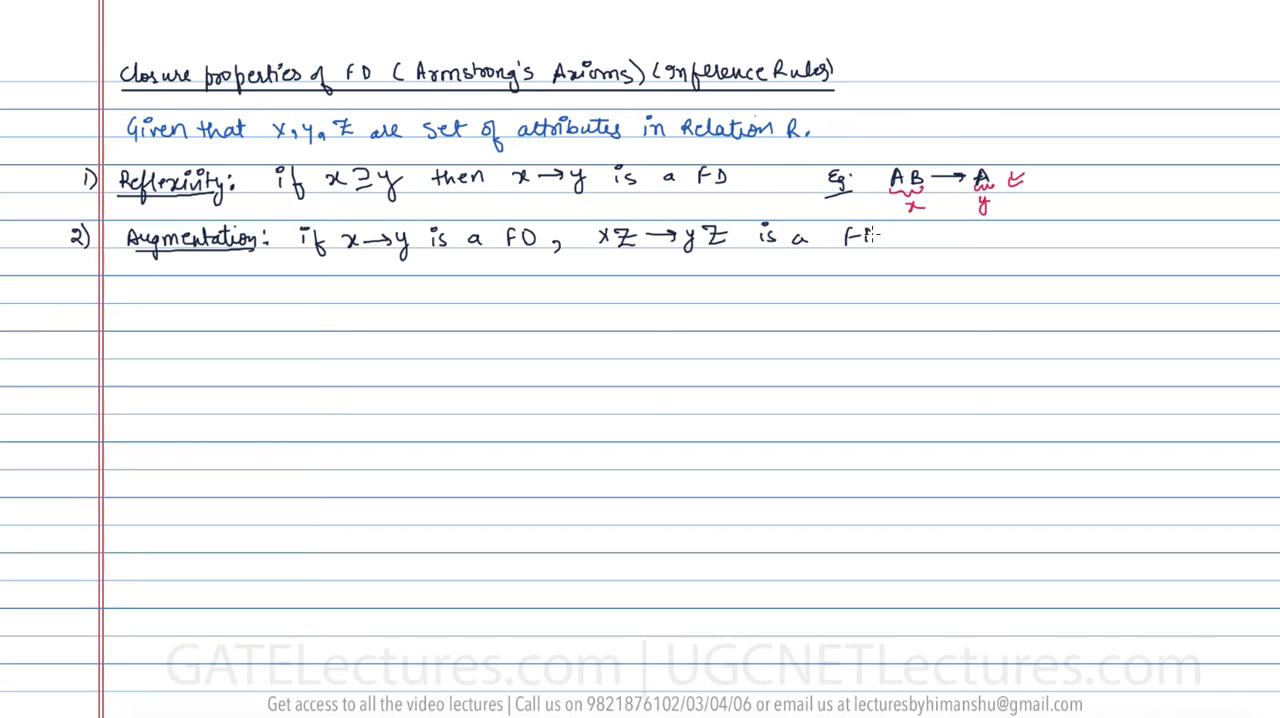 Closure properties of FD (Armstrong's Axioms) (Inference Rules)
Given that x, y, z are set of attributes in Relation R.
1) Reflexivity: if x ⊇ y then x → y is a FD Eg: AB → A
x y
2) Augmentation: if x → y is a FD, xz → yz is a
GATELectures.com | UGCNETLectures.com
Get access to all the video lectures | Call us on 9821876102/03/04/06 or email us at lecturesbyhimanshu@gmail.com